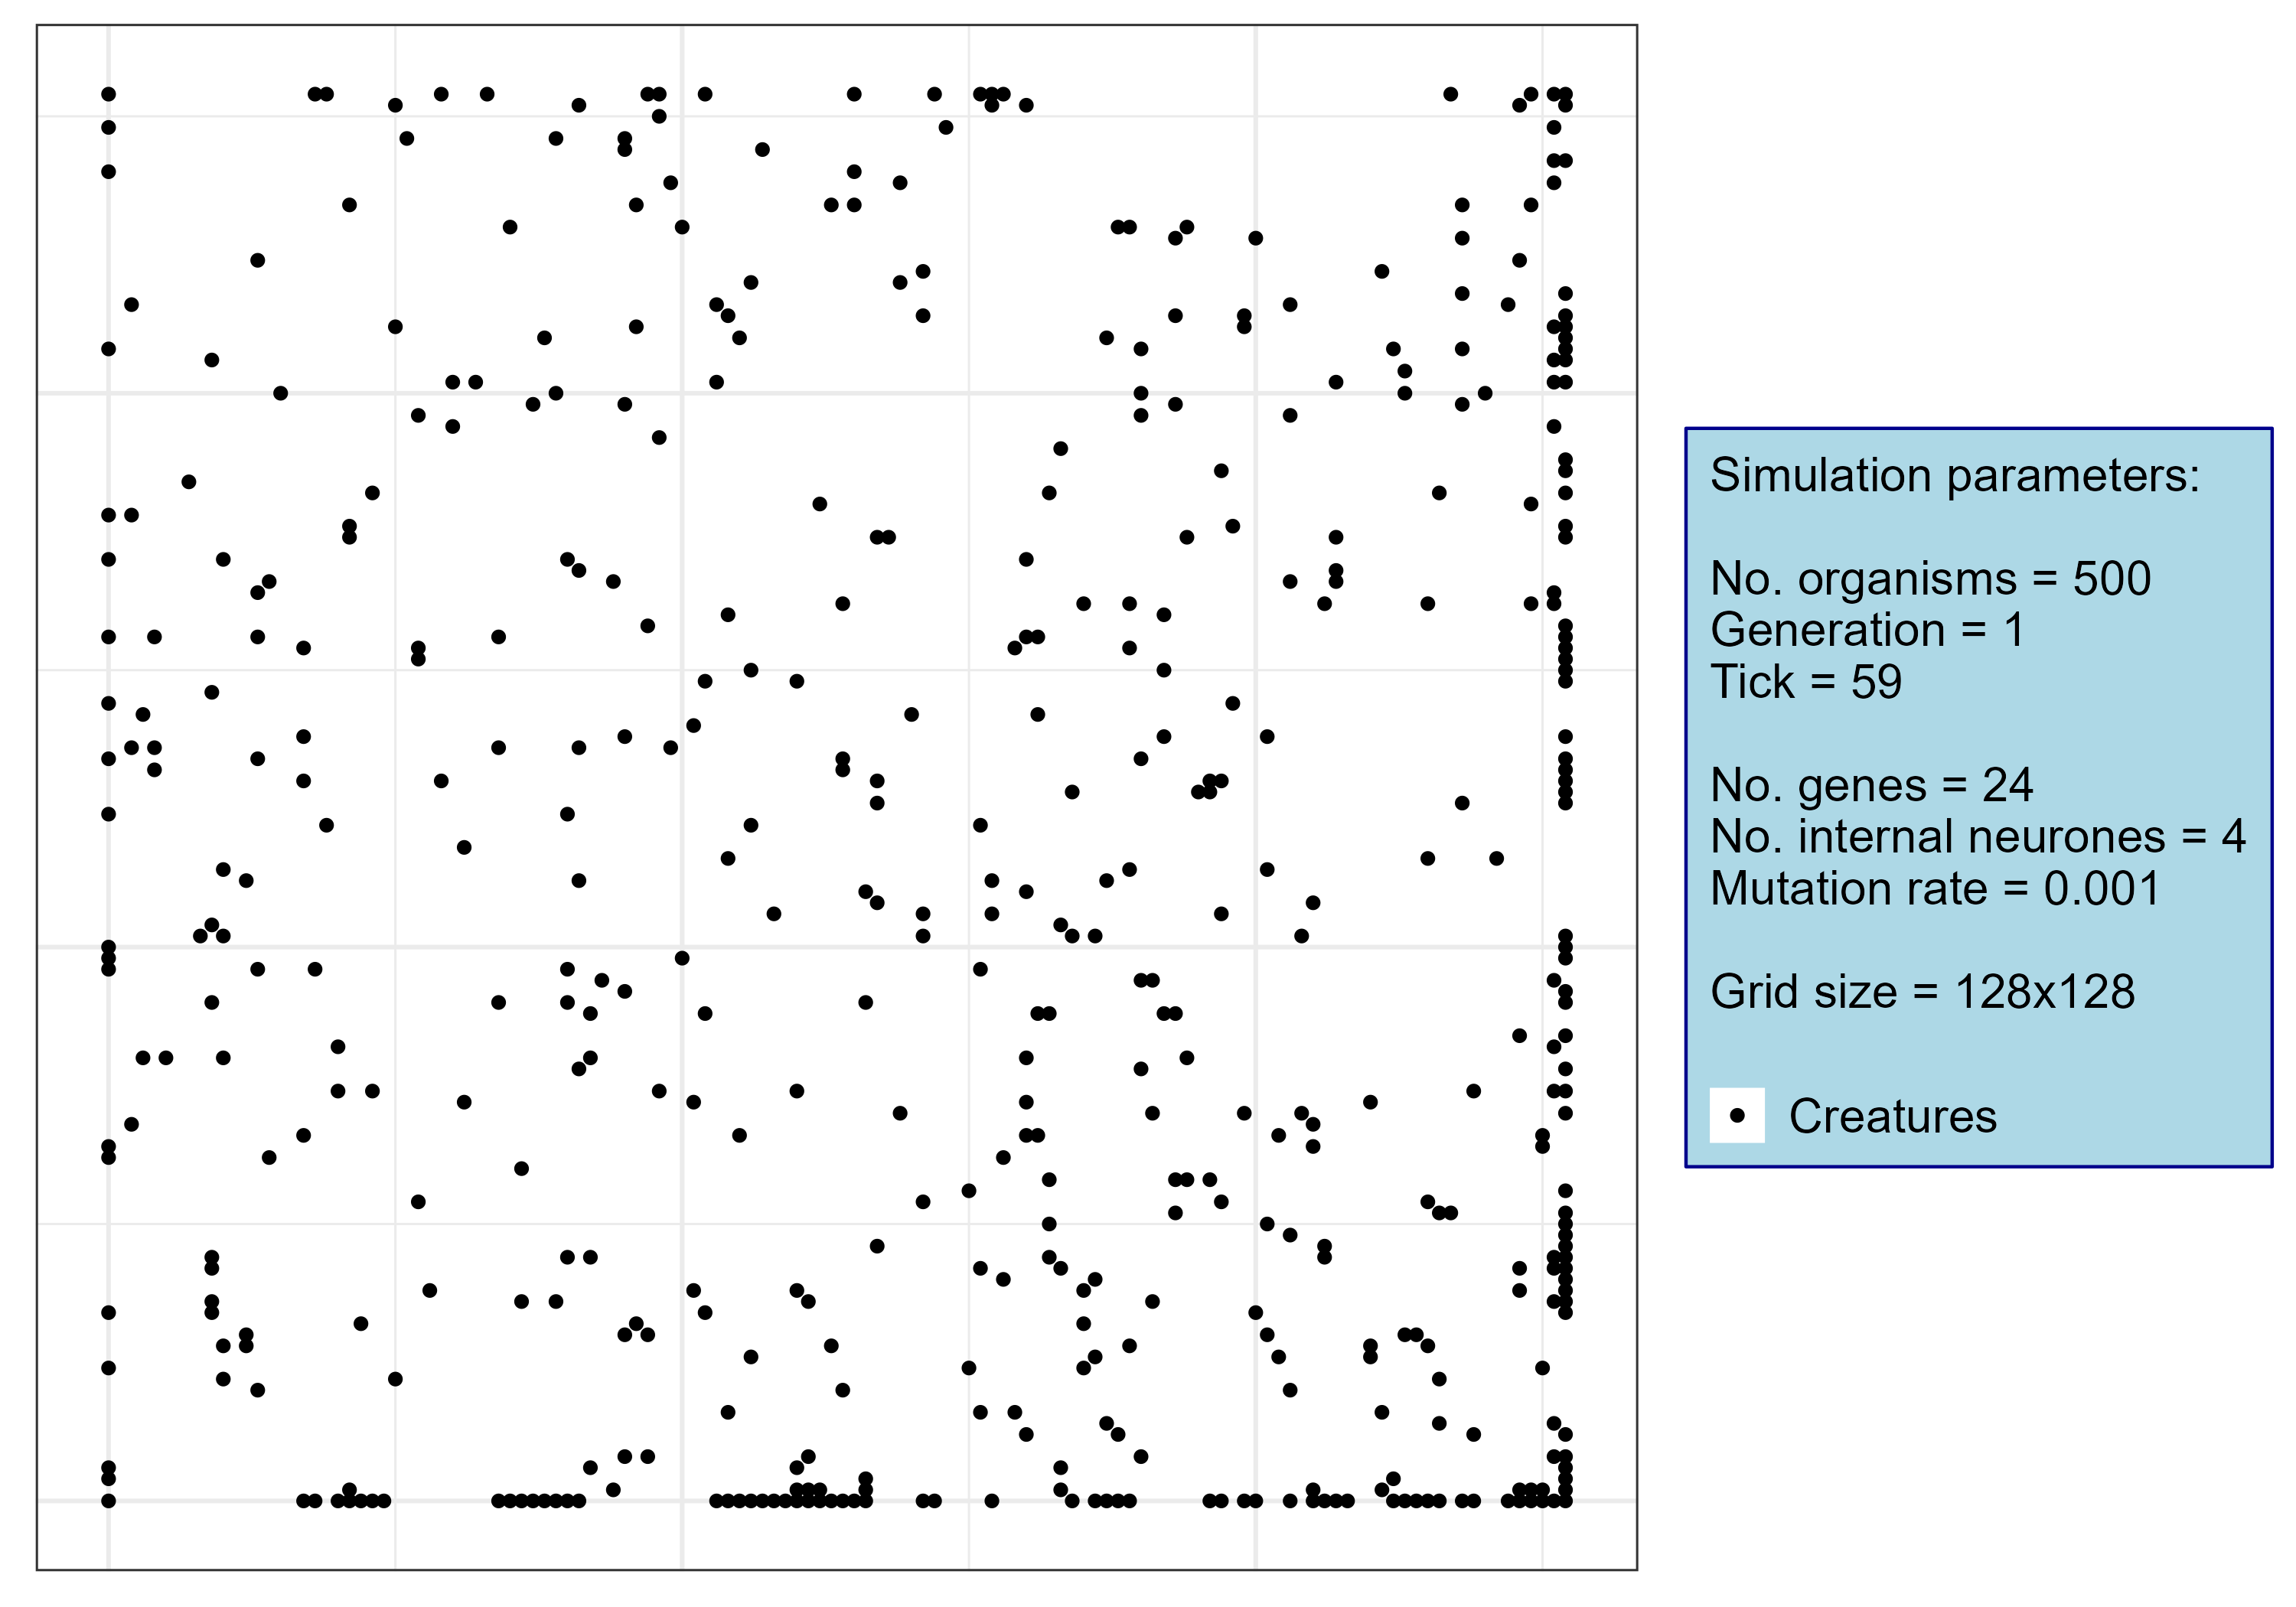 Simulation parameters:
No. organisms = 500
Generation = 1
Tick = 59
No. genes = 24
No. internal neurones = 4
Mutation rate = 0.001
Grid size = 128x128
Creatures